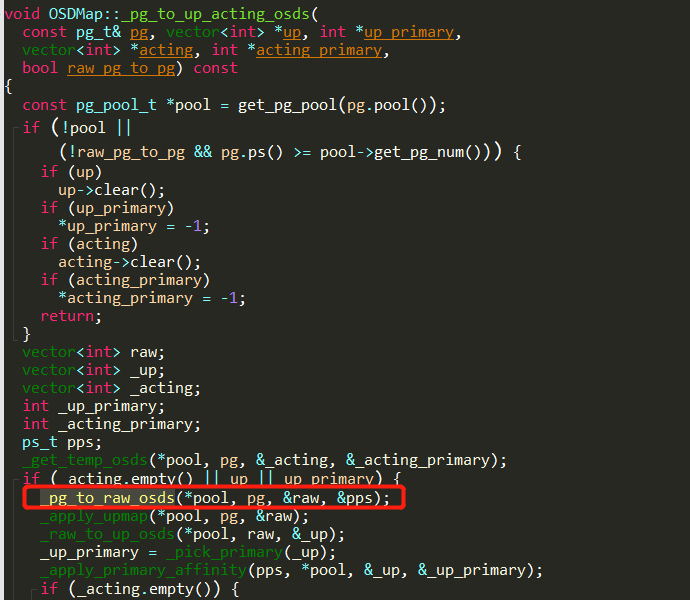 void OSDMap::_pg_to_up_acting_osds(
  const pg_t& pg, vector<int> *up, int *up_primary,
  vector<int> *acting, int *acting_primary,
  bool raw_pg_to_pg) const
{
  const pg_pool_t *pool = get_pg_pool(pg.pool());
  if (!pool ||
      (!raw_pg_to_pg && pg.ps() >= pool->get_pg_num())) {
    if (up)
      up->clear();
    if (up_primary)
      *up_primary = -1;
    if (acting)
      acting->clear();
    if (acting_primary)
      *acting_primary = -1;
    return;
  }
  vector<int> raw;
  vector<int> _up;
  vector<int> _acting;
  int _up_primary;
  int _acting_primary;
  ps_t pps;
  _get_temp_osds(*pool, pg, &_acting, &_acting_primary);
  if (_acting.empty() || up || up_primary) {
    _pg_to_raw_osds(*pool, pg, &raw, &pps);
    _apply_upmap(*pool, pg, &raw);
    _raw_to_up_osds(*pool, raw, &_up);
    _up_primary = _pick_primary(_up);
    _apply_primary_affinity(pps, *pool, &_up, &_up_primary);
    if (_acting.empty()) {